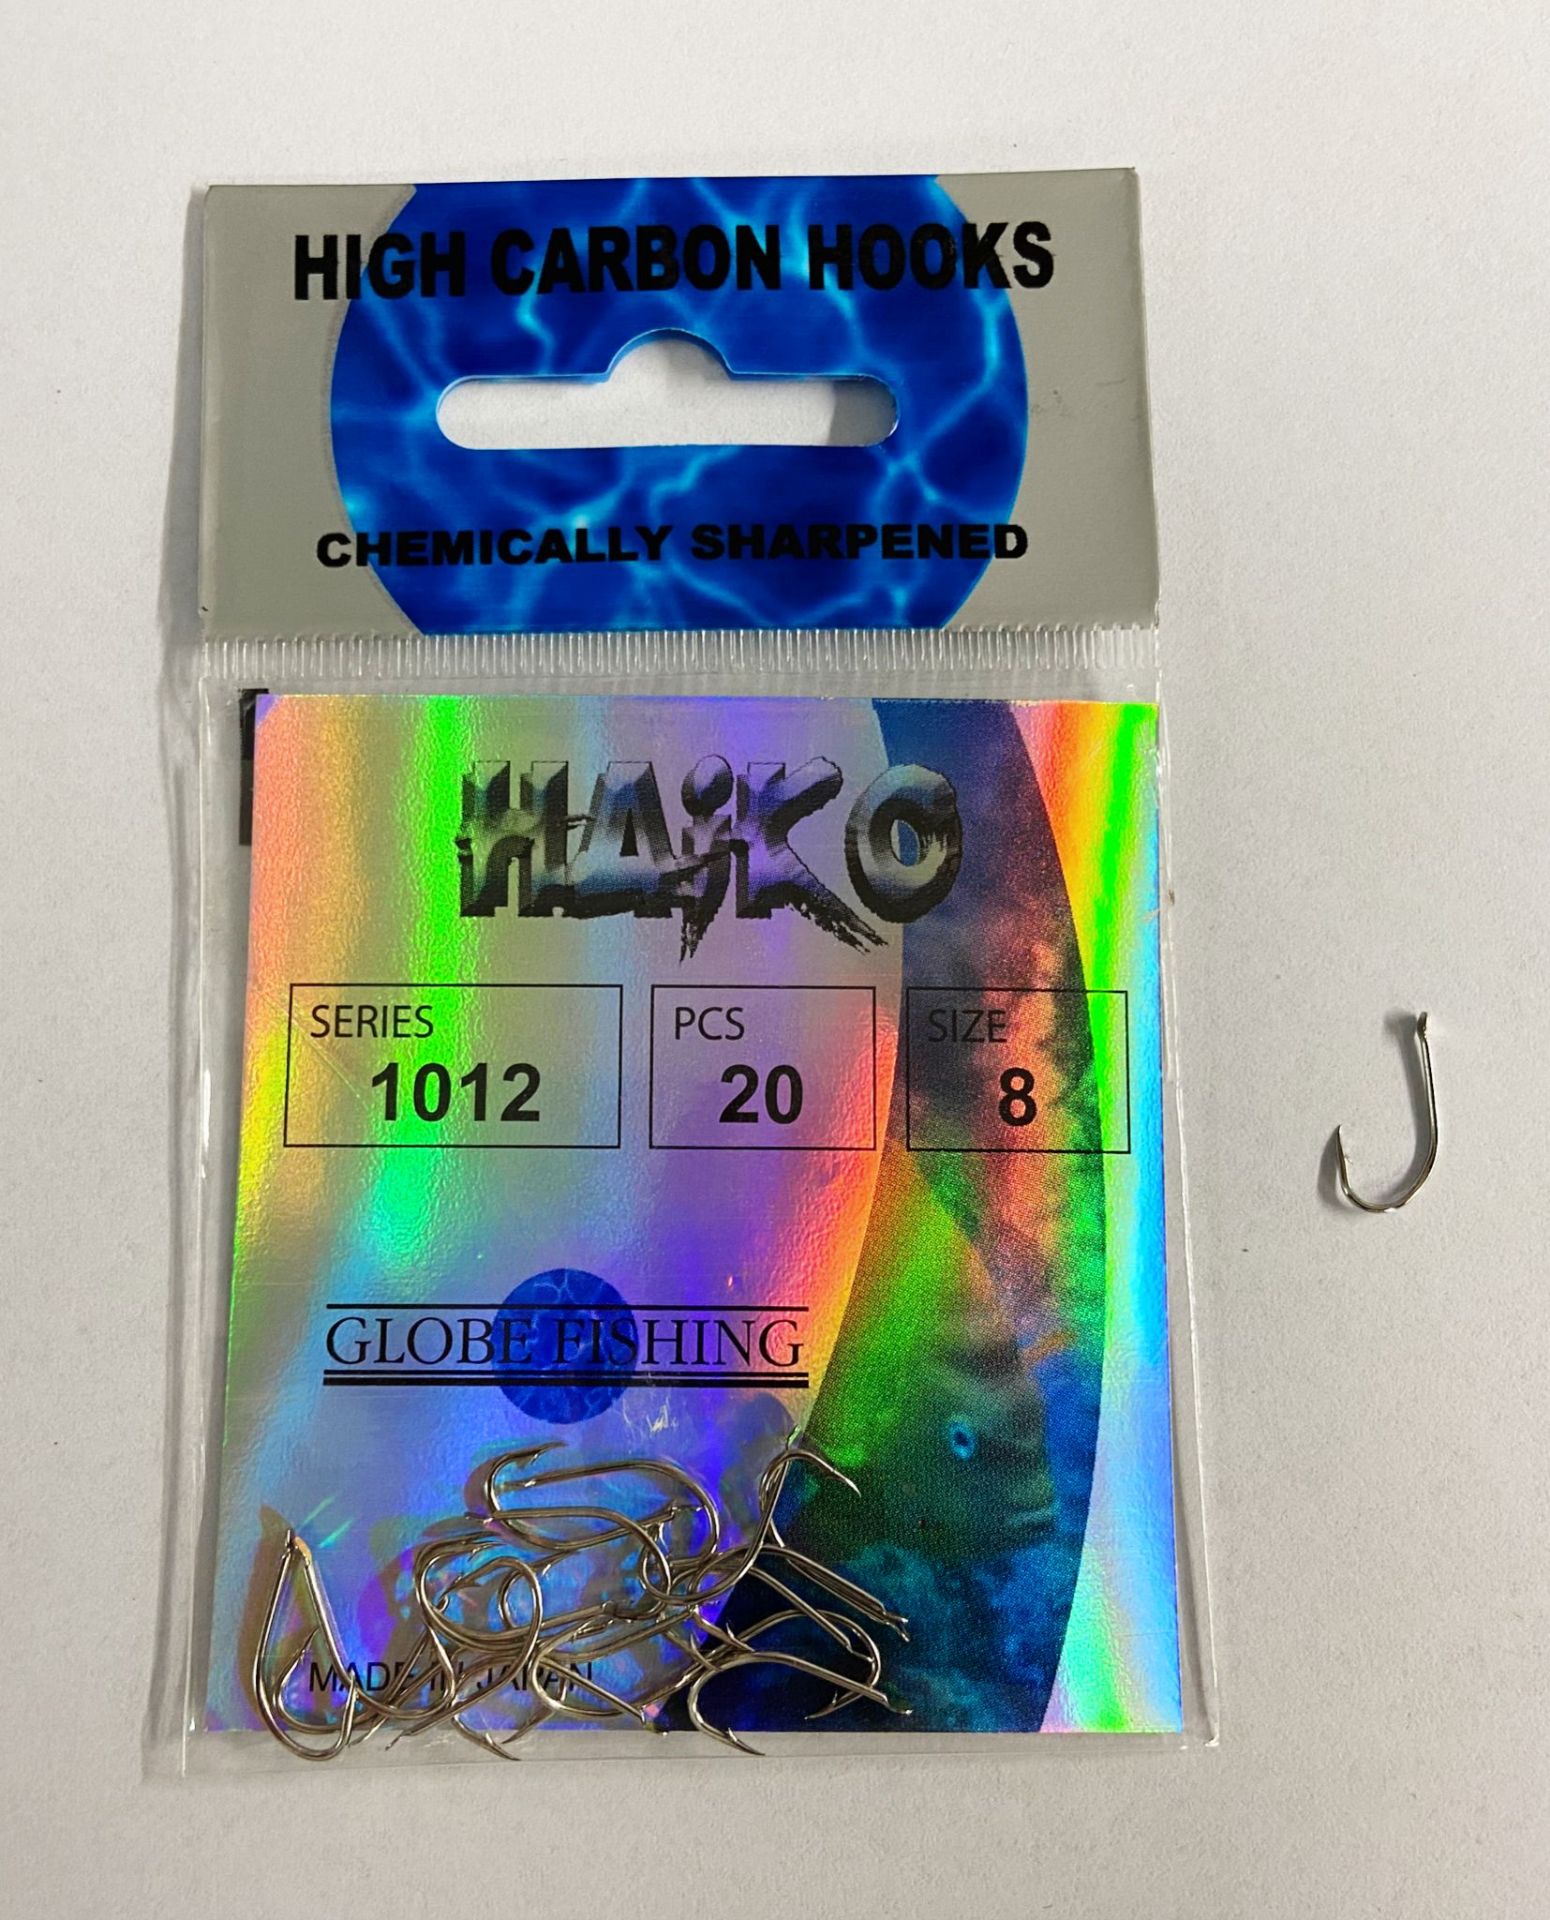 HIGH CARBON HOOKS
CHEMICALLY SHARPENED
HAiKO
SERIES
1012
PCS
20
SIZE
8
GLOBE FISHING
MADE IN JAPAN